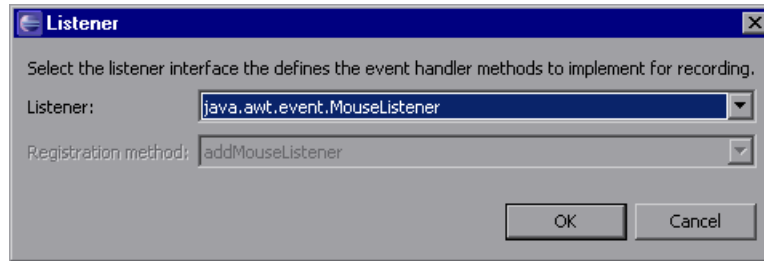 Listener
Select the listener interface the defines the event handler methods to implement for recording.
Listener: java.awt.event.MouseListener
Registration method: addMouseListener
OK Cancel